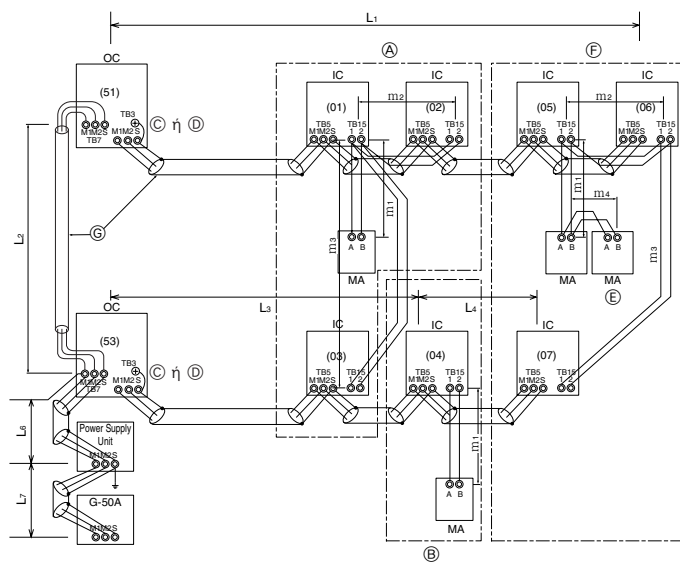 L1
A
F
OC
IC
IC
IC
IC
(51)
(01)
(02)
(05)
(06)
TB3
C ή D
M1M2S
TB7
M1M2S
TB5
M1M2S
TB15
1 2
m2
TB5
M1M2S
TB15
1 2
TB5
M1M2S
TB15
1 2
m2
TB5
M1M2S
TB15
1 2
m1
m3
m1
m4
m3
L2
G
A B
MA
A B
MA
A B
MA
E
L3
L4
OC
IC
IC
IC
(53)
(03)
(04)
(07)
TB3
C ή D
M1M2S
TB7
M1M2S
TB5
M1M2S
TB15
1 2
TB5
M1M2S
TB15
1 2
TB5
M1M2S
TB15
1 2
L6
Power Supply
Unit
M1M2S
m1
L7
G-50A
M1M2S
A B
MA
B